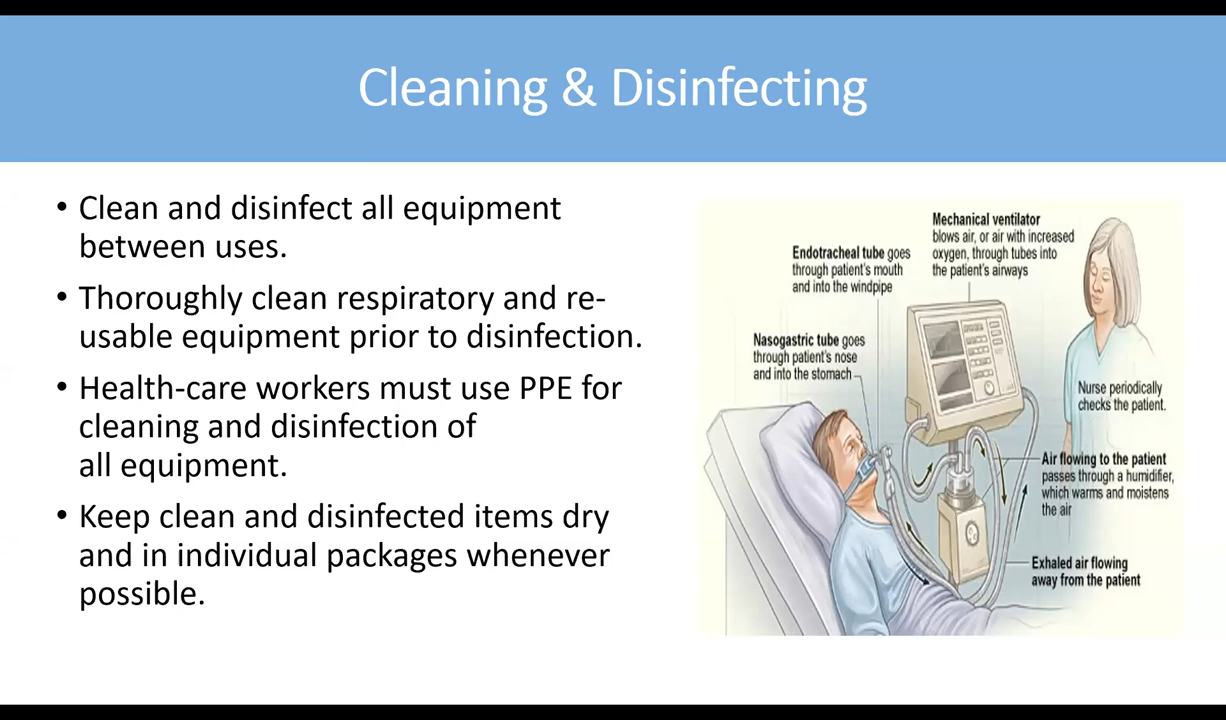 Cleaning & Disinfecting
• Clean and disinfect all equipment
between uses.
• Thoroughly clean respiratory and re-
usable equipment prior to disinfection.
• Health-care workers must use PPE for
cleaning and disinfection of
all equipment.
• Keep clean and disinfected items dry
and in individual packages whenever
possible.
Mechanical ventilator
blows air, or air with increased
oxygen, through tubes into
the patient's airways
Endotracheal tube goes
through patient's mouth
and into the windpipe
Nasogastric tube goes
through patient's nose
and into the stomach
Nurse periodically
checks the patient.
Air flowing to the patient
passes through a humidifier,
which warms and moistens
the air
Exhaled air flowing
away from the patient